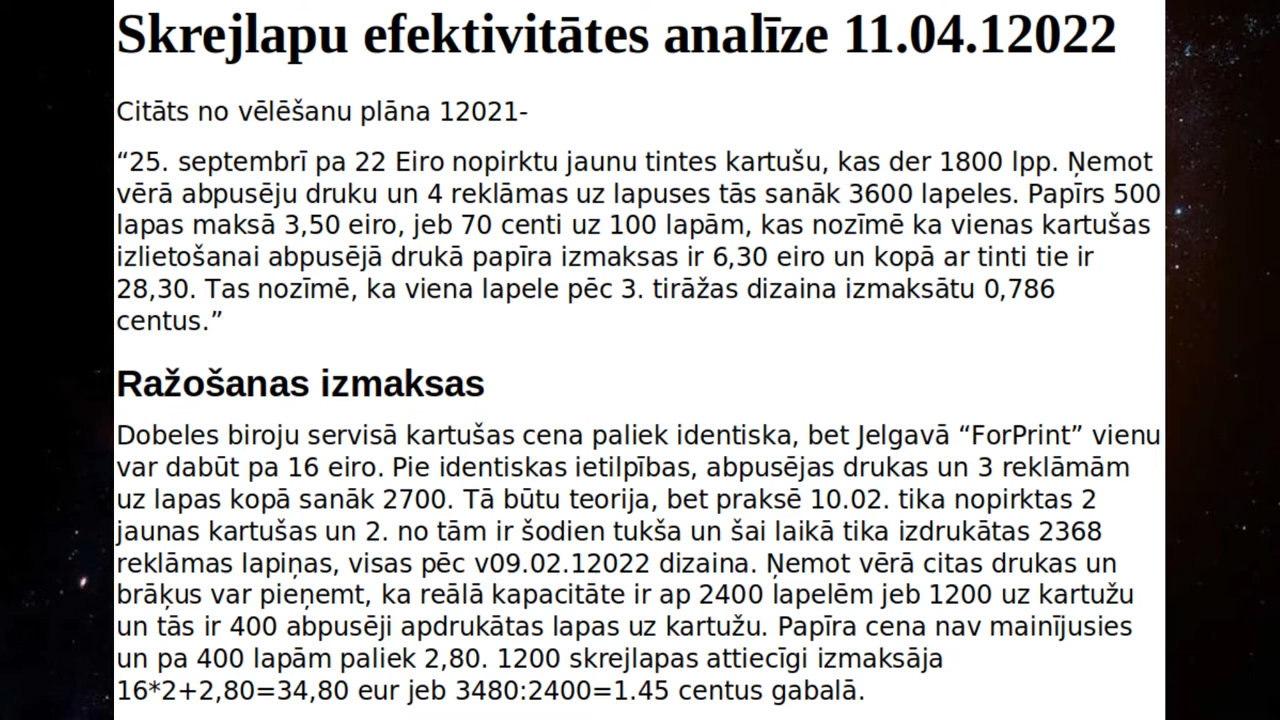 Skrejlapu efektivitātes analīze 11.04.12022
Citāts no vēlēšanu plāna 12021-
“25. septembrī pa 22 Eiro nopirktu jaunu tintes kartušu, kas der 1800 lpp. Ņemot
vērā abpusēju druku un 4 reklāmas uz lapuses tās sanāk 3600 lapeles. Papīrs 500
lapas maksā 3,50 eiro, jeb 70 centi uz 100 lapām, kas nozīmē ka vienas kartušas
izlietošanai abpusējā drukā papīra izmaksas ir 6,30 eiro un kopā ar tinti tie ir
28,30. Tas nozīmē, ka viena lapele pēc 3. tirāžas dizaina izmaksātu 0,786
centus.”
Ražošanas izmaksas
Dobeles biroju servisā kartušas cena paliek identiska, bet Jelgavā “ForPrint” vienu
var dabūt pa 16 eiro. Pie identiskas ietilpības, abpusējas drukas un 3 reklāmām
uz lapas kopā sanāk 2700. Tā būtu teorija, bet praksē 10.02. tika nopirktas 2
jaunas kartušas un 2. no tām ir šodien tukša un šai laikā tika izdrukātas 2368
reklāmas lapiņas, visas pēc v09.02.12022 dizaina. Ņemot vērā citas drukas un
brāķus var pieņemt, ka reālā kapacitāte ir ap 2400 lapelēm jeb 1200 uz kartužu
un tās ir 400 abpusēji apdrukātas lapas uz kartužu. Papīra cena nav mainījusies
un pa 400 lapām paliek 2,80. 1200 skrejlapas attiecīgi izmaksāja
16*2+2,80=34,80 eur jeb 3480:2400=1.45 centus gabalā.